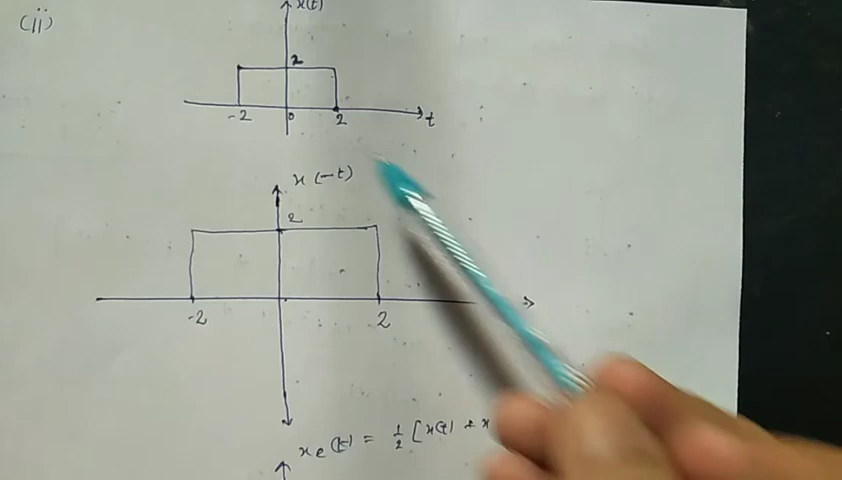 (ii)
x(t)
2
-2 0 2 t
x(-t)
2
-2 2
xe(t) = 1/2 [x(t) + x